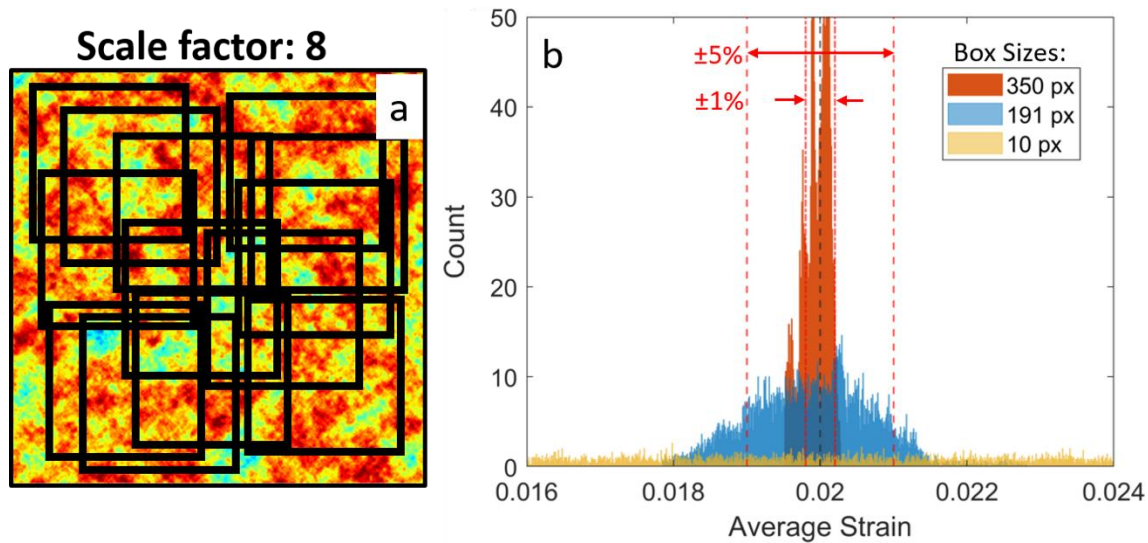 Scale factor: 8
a
b
50
40
30
20
10
0
Count
±5%
±1%
Box Sizes:
350 px
191 px
10 px
0.016
0.018
0.02
0.022
0.024
Average Strain